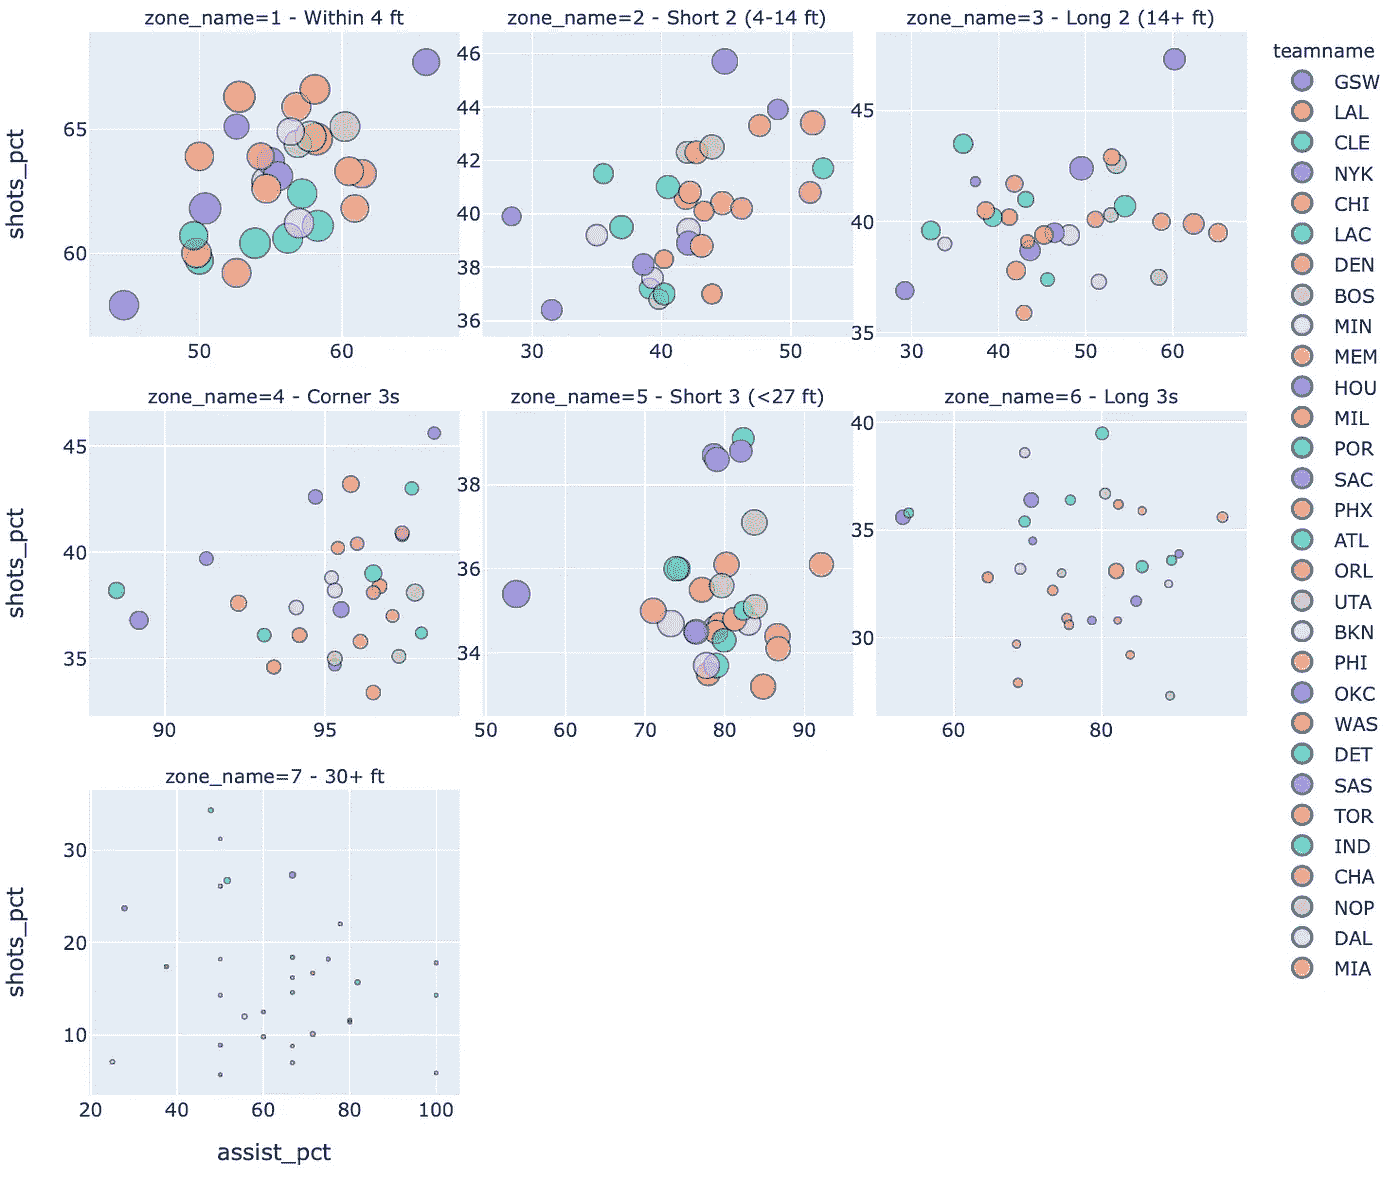 zone_name=1 - Within 4 ft
zone_name=2 - Short 2 (4-14 ft)
zone_name=3 - Long 2 (14+ ft)
shots_pct
65
60
50
60
46
44
42
40
38
36
30
40
50
45
40
35
30
40
50
60
zone_name=4 - Corner 3s
zone_name=5 - Short 3 (<27 ft)
zone_name=6 - Long 3s
shots_pct
45
40
35
90
95
38
36
34
50
60
70
80
90
40
35
30
60
80
zone_name=7 - 30+ ft
shots_pct
30
20
10
20
40
60
80
100
assist_pct
teamname
GSW
LAL
CLE
NYK
CHI
LAC
DEN
BOS
MIN
MEM
HOU
MIL
POR
SAC
PHX
ATL
ORL
UTA
BKN
PHI
OKC
WAS
DET
SAS
TOR
IND
CHA
NOP
DAL
MIA